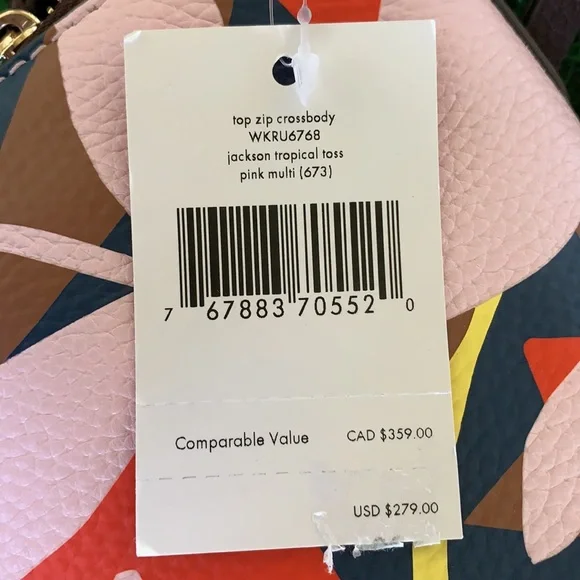 top zip crossbody
WKRU6768
jackson tropical toss
pink multi (673)
7 67883 70552 0
Comparable Value CAD $359.00
USD $279.00